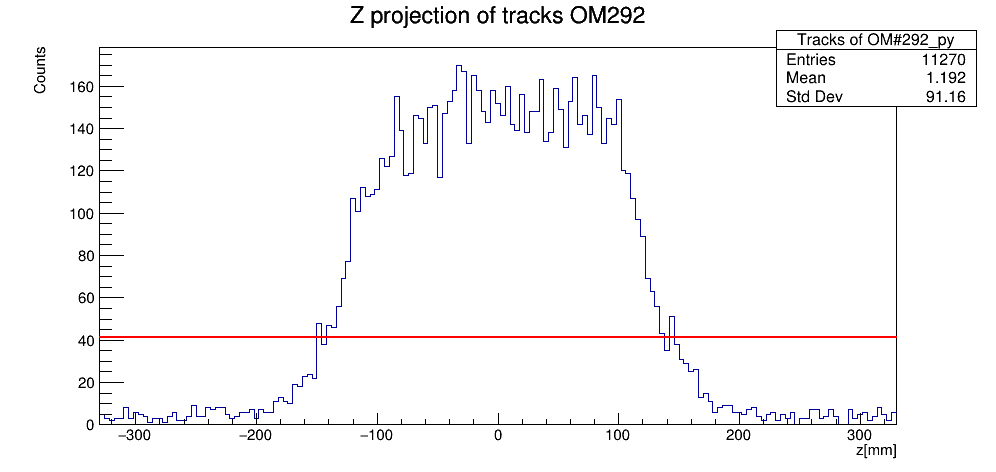 Z projection of tracks OM292
Tracks of OM#292_py
Entries 11270
Mean 1.192
Std Dev 91.16
Counts
160
140
120
100
80
60
40
20
0
−300 −200 −100 0 100 200 300
z[mm]